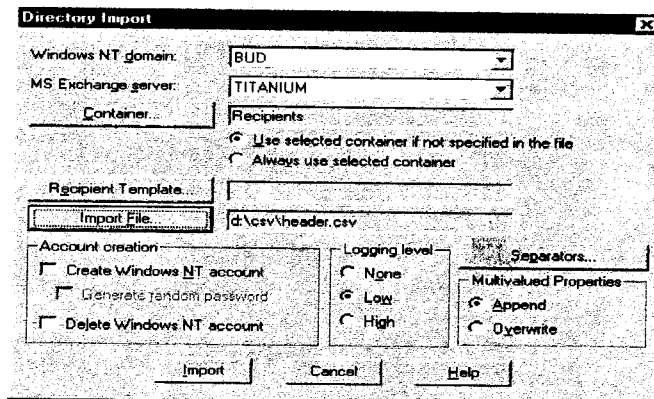 Directory Import
Windows NT domain: BUD
MS Exchange server: TITANIUM
Container... Recipients
Use selected container if not specified in the file
Always use selected container
Recipient Template...
Import File... d:\csv\header.csv
Account creation
Create Windows NT account
Generate random password
Delete Windows NT account
Logging level
None
Low
High
Separators...
Multivalued Properties
Append
Overwrite
Import Cancel Help